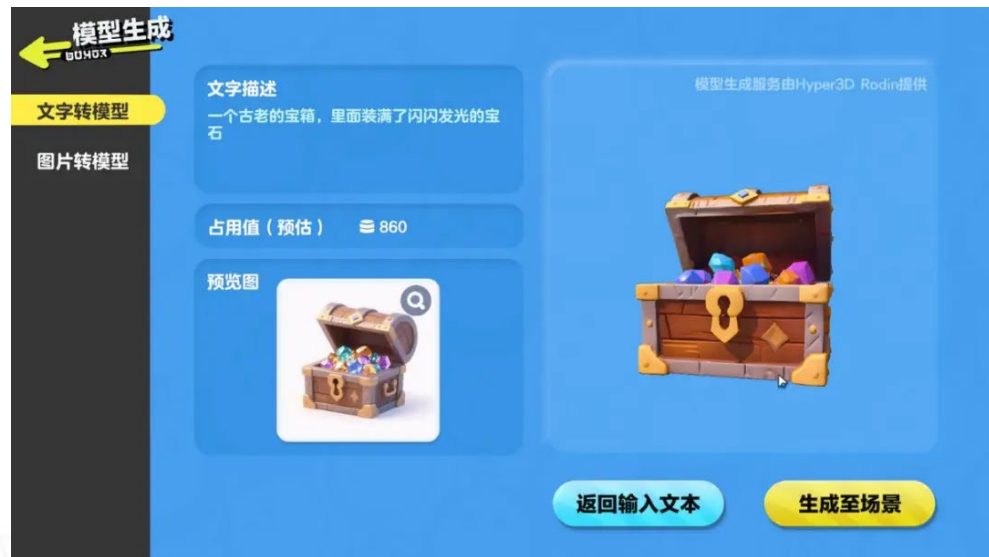 模型生成
文字转模型
图片转模型
文字描述
一个古老的宝箱，里面装满了闪闪发光的宝
石
占用值（预估） 860
预览图
模型生成服务由Hyper3D Rodin提供
返回输入文本
生成至场景